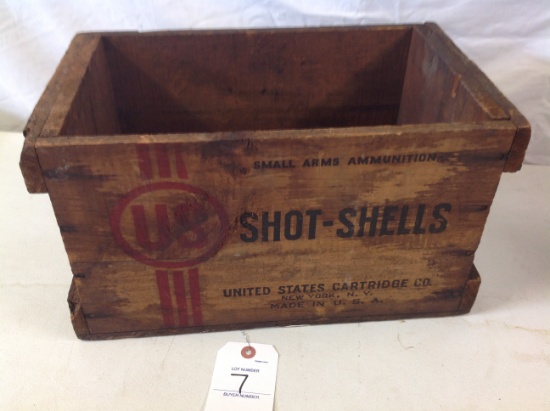 SMALL ARMS AMMUNITION
US
SHOT-SHELLS
UNITED STATES CARTRIDGE CO.
NEW YORK, N.Y.
MADE IN U.S.A.
LOT NUMBER
7
BUYER NUMBER